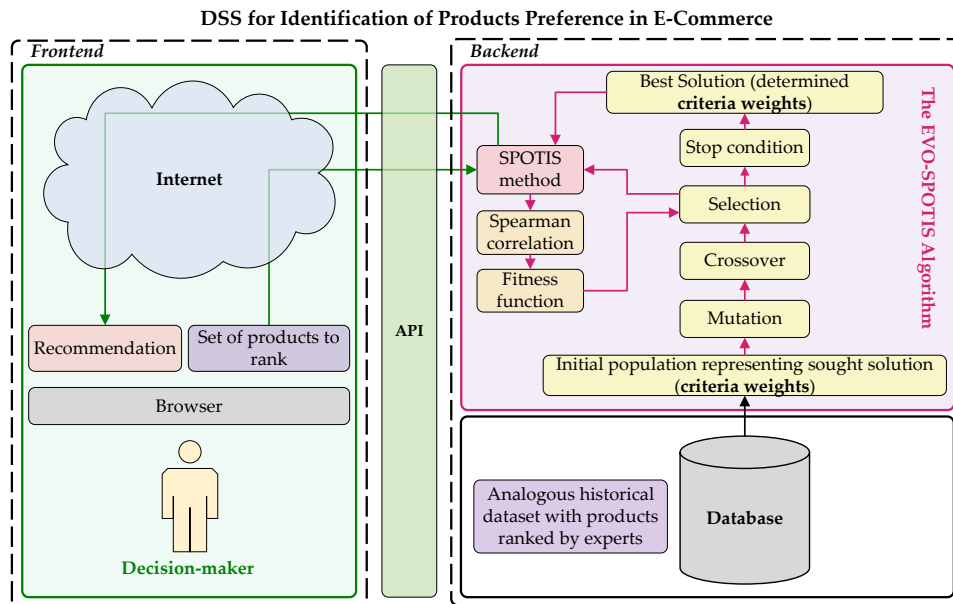 DSS for Identification of Products Preference in E-Commerce
Frontend
Internet
Recommendation
Set of products to
rank
Browser
Decision-maker
API
Backend
Best Solution (determined
criteria weights)
Stop condition
SPOTIS
method
Selection
Spearman
correlation
Crossover
Fitness
function
Mutation
Initial population representing sought solution
(criteria weights)
The EVO-SPOTIS Algorithm
Analogous historical
dataset with products
ranked by experts
Database